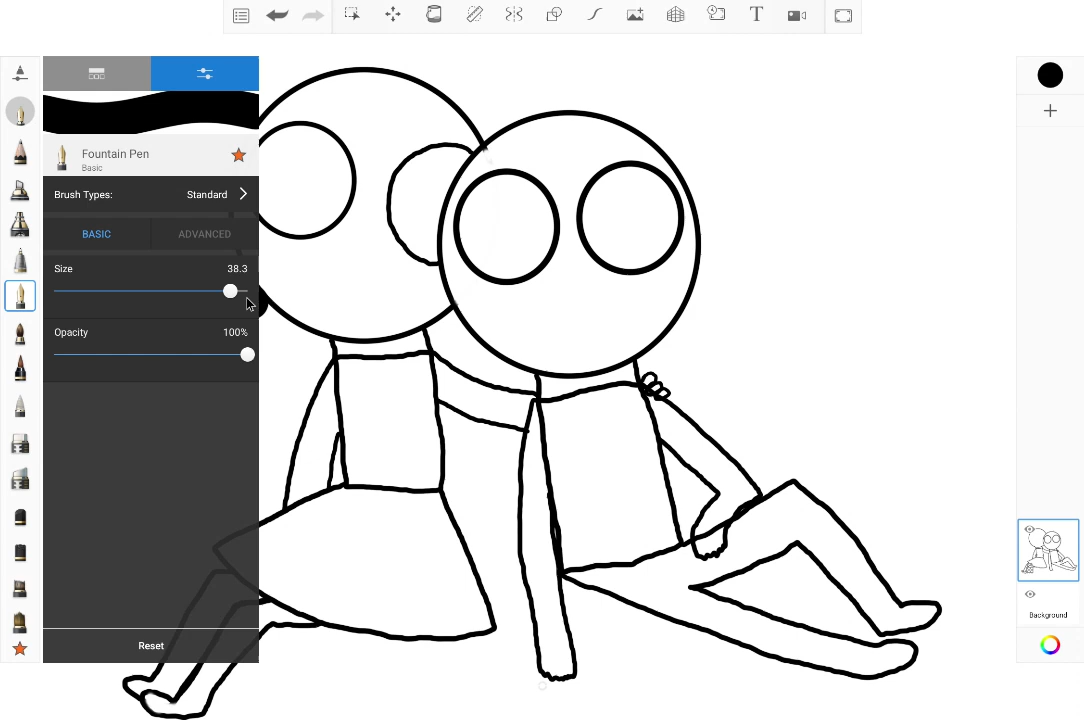 T
Fountain Pen
Basic
Brush Types: Standard
BASIC ADVANCED
Size 38.3
Opacity 100%
Reset
Background